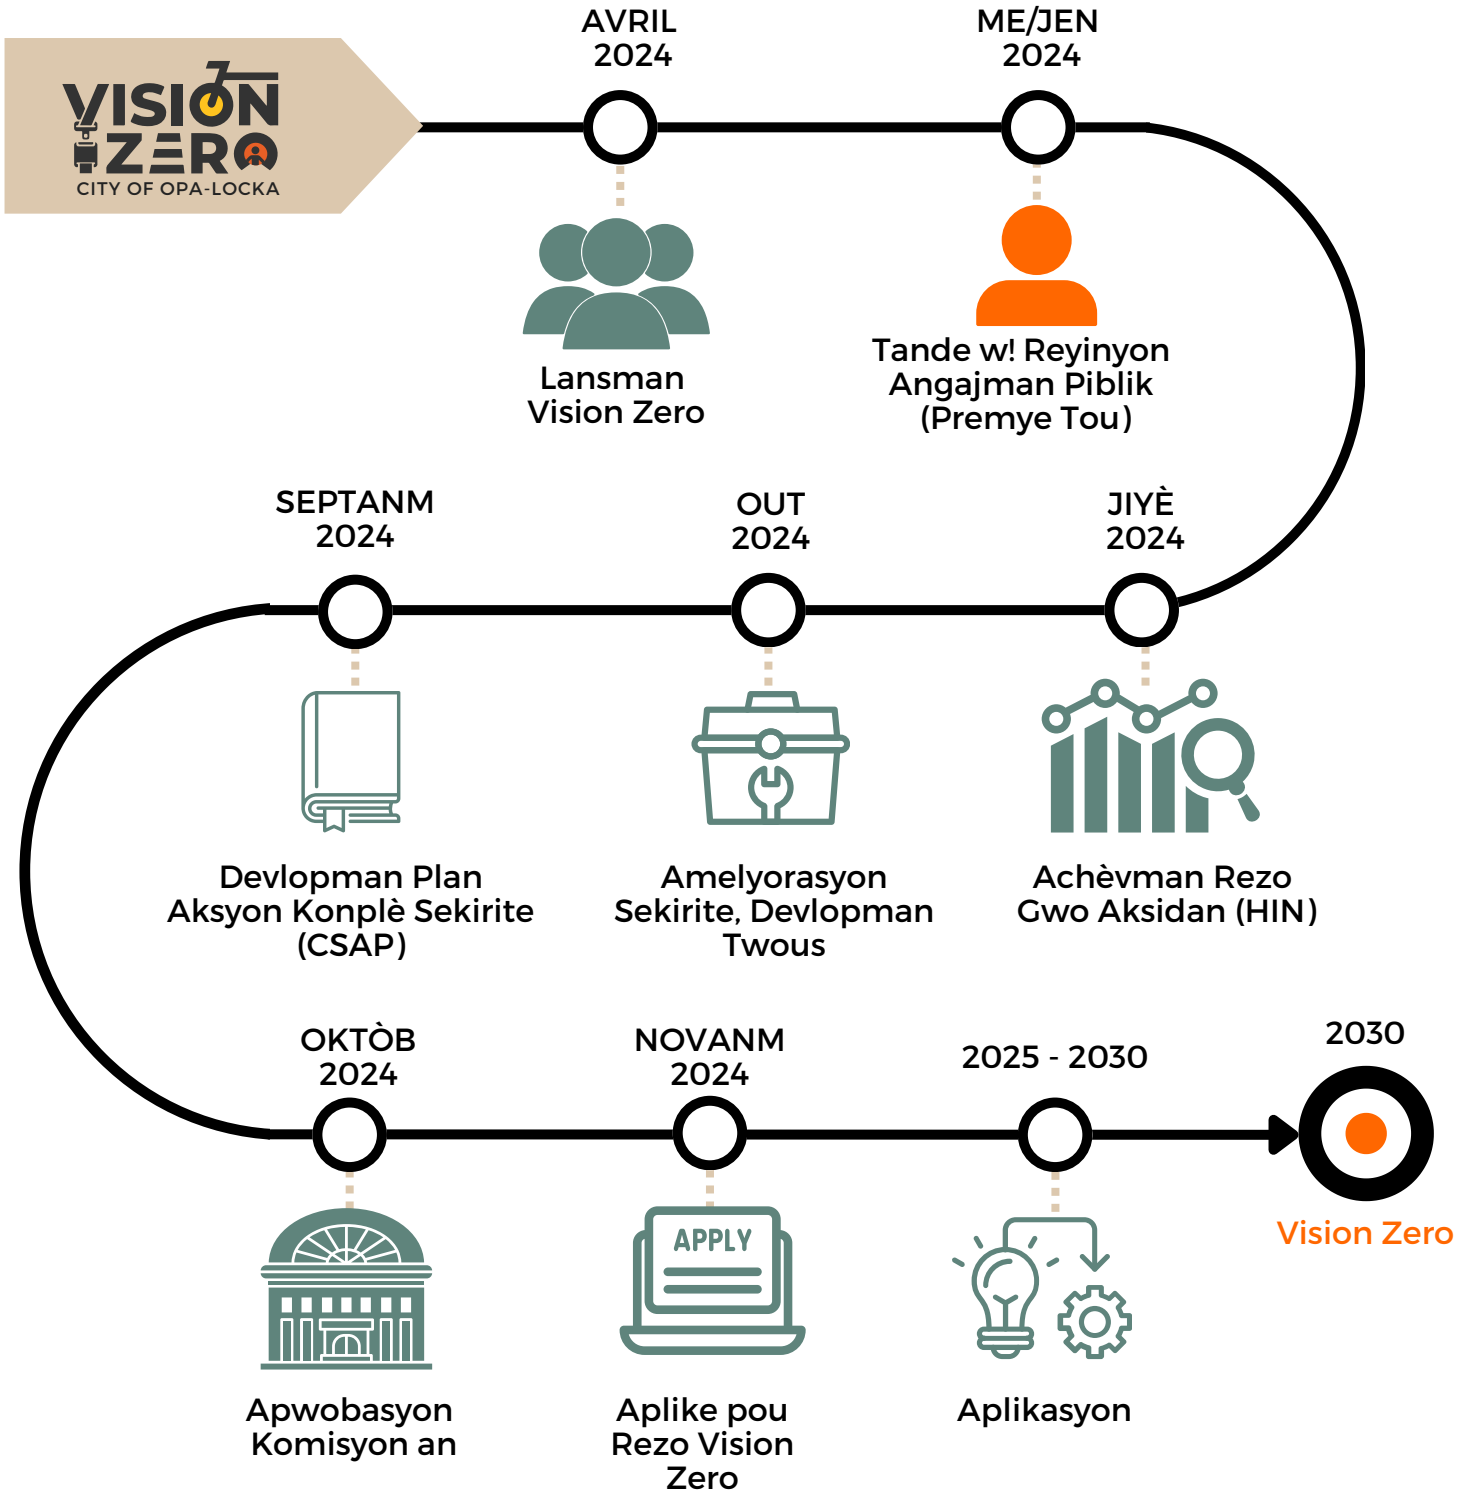 VISION
ZERO
CITY OF OPA-LOCKA
AVRIL
2024
Lansman
Vision Zero
ME/JEN
2024
Tande w! Reyinyon
Angajman Piblik
(Premye Tou)
JIYÈ
2024
Achèvman Rezo
Gwo Aksidan (HIN)
OUT
2024
Amelyorasyon
Sekirite, Devlopman
Twous
SEPTANM
2024
Devlopman Plan
Aksyon Konplè Sekirite
(CSAP)
OKTÒB
2024
Apwobasyon
Komisyon an
NOVANM
2024
APPLY
Aplike pou
Rezo Vision
Zero
2025 - 2030
Aplikasyon
2030
Vision Zero